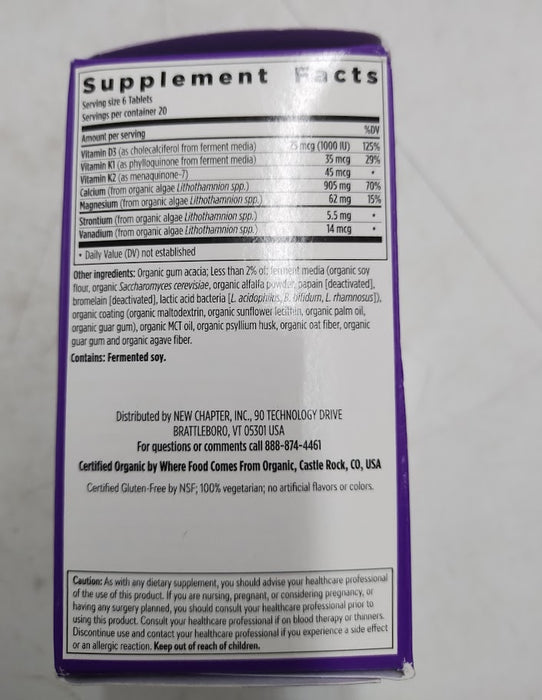 Supplement Facts
Serving size 6 Tablets
Servings per container 20
Amount per serving %DV
Vitamin D3 (as cholecalciferol from ferment media) 25 mcg (1000 IU) 125%
Vitamin K1 (as phylloquinone from ferment media) 35 mcg 29%
Vitamin K2 (as menaquinone-7) 45 mcg •
Calcium (from organic algae Lithothamnion spp.) 905 mg 70%
Magnesium (from organic algae Lithothamnion spp.) 62 mg 15%
Strontium (from organic algae Lithothamnion spp.) 5.5 mg •
Vanadium (from organic algae Lithothamnion spp.) 14 mcg •
• Daily Value (DV) not established
Other ingredients: Organic gum acacia; Less than 2% of: ferment media (organic soy
flour, organic Saccharomyces cerevisiae, organic alfalfa powder, papain [deactivated],
bromelain [deactivated], lactic acid bacteria [L. acidophilus, B. bifidum, L. rhamnosus]),
organic coating (organic maltodextrin, organic sunflower lecithin, organic palm oil,
organic guar gum), organic MCT oil, organic psyllium husk, organic oat fiber, organic
guar gum and organic agave fiber.
Contains: Fermented soy.
Distributed by NEW CHAPTER, INC., 90 TECHNOLOGY DRIVE
BRATTLEBORO, VT 05301 USA
For questions or comments call 888-874-4461
Certified Organic by Where Food Comes From Organic, Castle Rock, CO, USA
Certified Gluten-Free by NSF; 100% vegetarian; no artificial flavors or colors.
Caution: As with any dietary supplement, you should advise your healthcare professional
of the use of this product. If you are nursing, pregnant, or considering pregnancy, or
having any surgery planned, you should consult your healthcare professional prior to
using this product. Consult your healthcare professional if on blood therapy or thinners.
Discontinue use and contact your healthcare professional if you experience a side effect
or an allergic reaction. Keep out of reach of children.